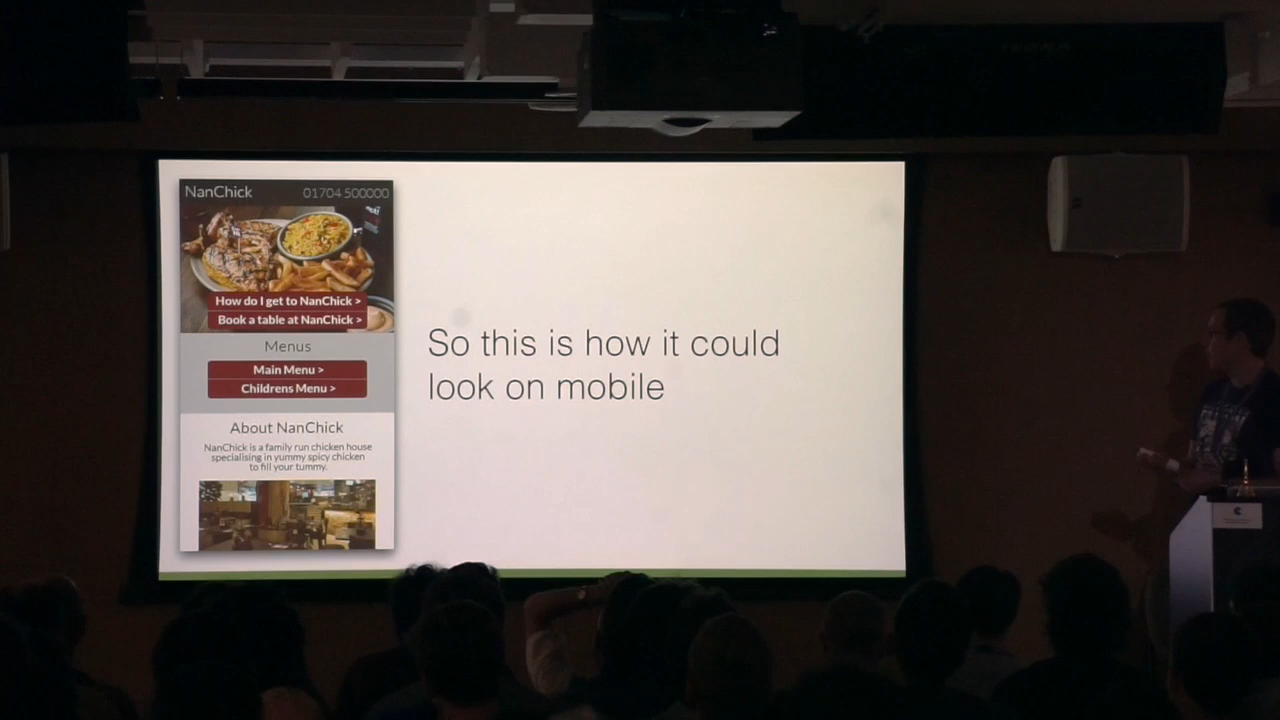 NanChick 01704 500000
How do I get to NanChick >
Book a table at NanChick >
Menus
Main Menu >
Childrens Menu >
About NanChick
NanChick is a family run chicken house
specialising in yummy spicy chicken
to fill your tummy.
So this is how it could
look on mobile